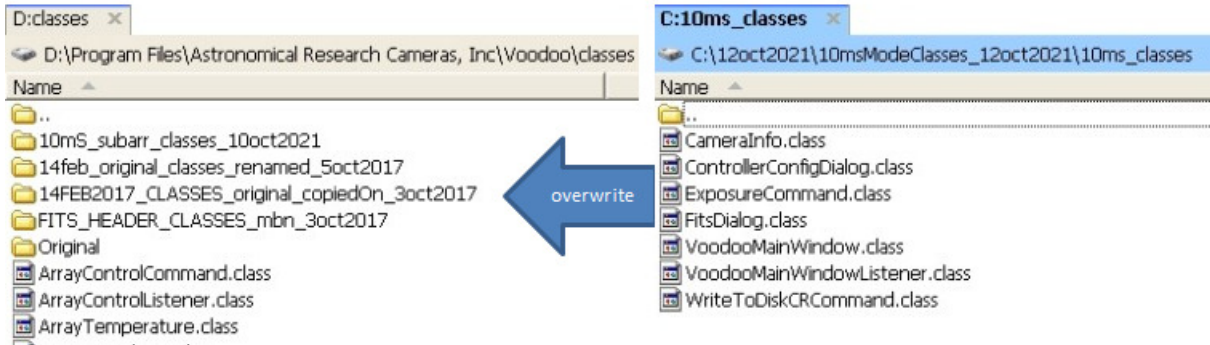 D:classes
D:\Program Files\Astronomical Research Cameras, Inc\Voodoo\classes
Name
..
10mS_subarr_classes_10oct2021
14feb_original_classes_renamed_5oct2017
14FEB2017_CLASSES_original_copiedOn_3oct2017
FITS_HEADER_CLASSES_mbn_3oct2017
Original
ArrayControlCommand.class
ArrayControlListener.class
ArrayTemperature.class
overwrite
C:10ms_classes
C:\12oct2021\10msModeClasses_12oct2021\10ms_classes
Name
..
CameraInfo.class
ControllerConfigDialog.class
ExposureCommand.class
FitsDialog.class
VoodooMainWindow.class
VoodooMainWindowListener.class
WriteToDiskCRCommand.class